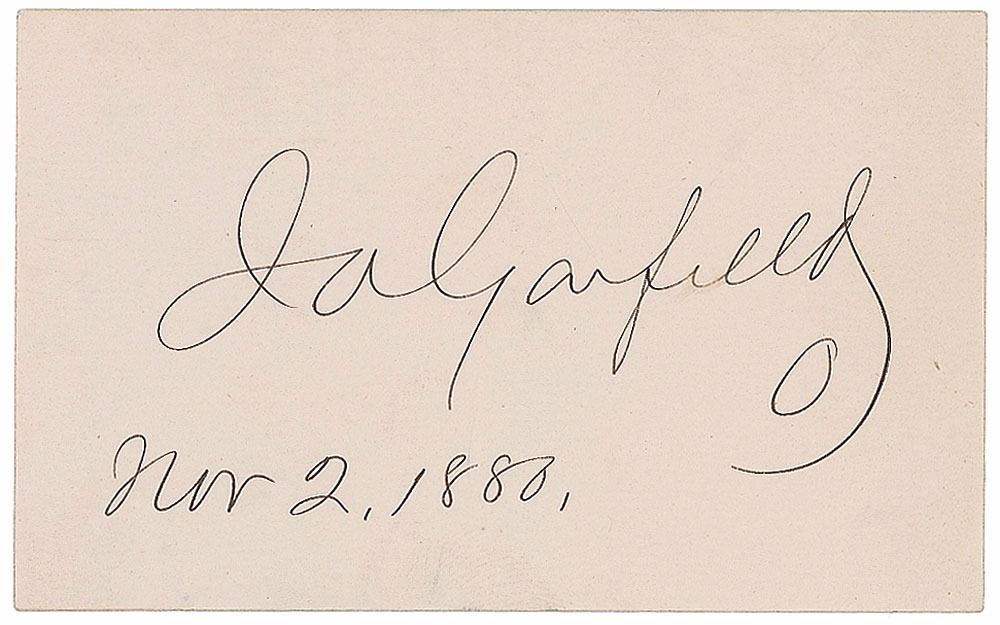 J A Garfield
Nov 2, 1880,